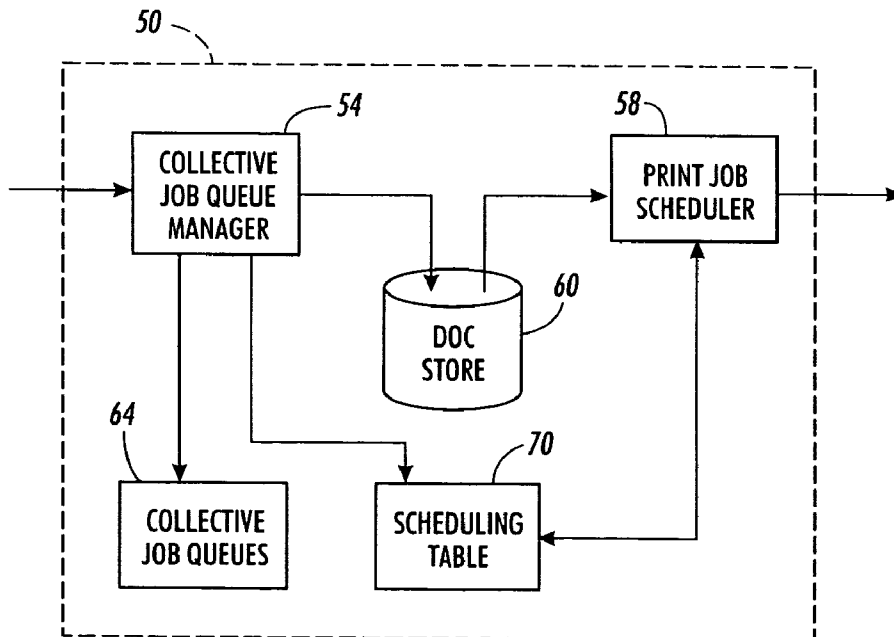 50
54
COLLECTIVE
JOB QUEUE
MANAGER
58
PRINT JOB
SCHEDULER
60
DOC
STORE
64
COLLECTIVE
JOB QUEUES
70
SCHEDULING
TABLE